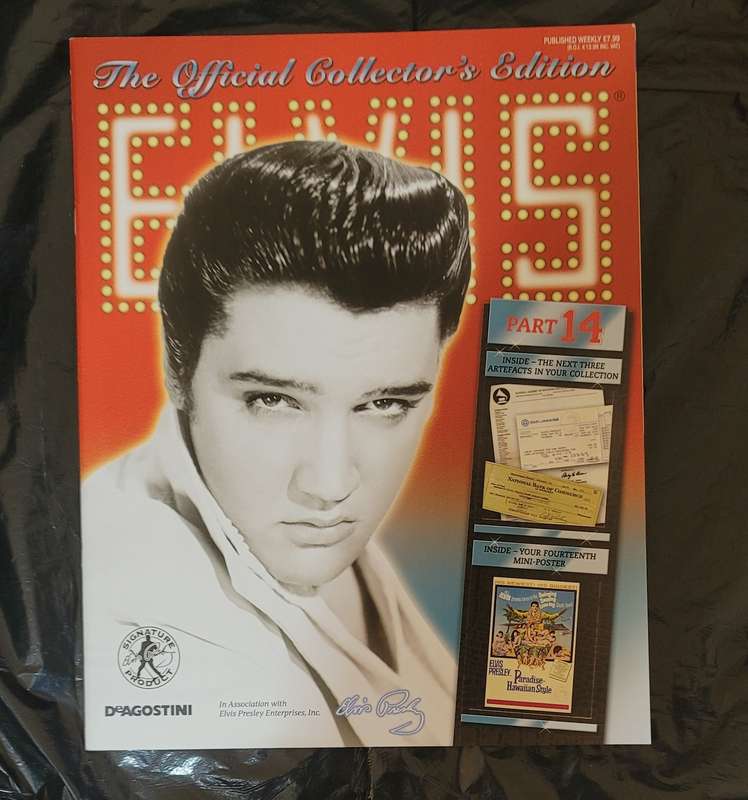 PUBLISHED WEEKLY £7.99
The Official Collector's Edition
ELVIS®
PART 14
INSIDE – THE NEXT THREE
ARTEFACTS IN YOUR COLLECTION
NATIONAL BANK OF COMMERCE
INSIDE – YOUR FOURTEENTH
MINI-POSTER
ELVIS
PRESLEY
Paradise
Hawaiian Style
SIGNATURE
PRODUCT
DeAGOSTINI
In Association with
Elvis Presley Enterprises, Inc.
Elvis Presley